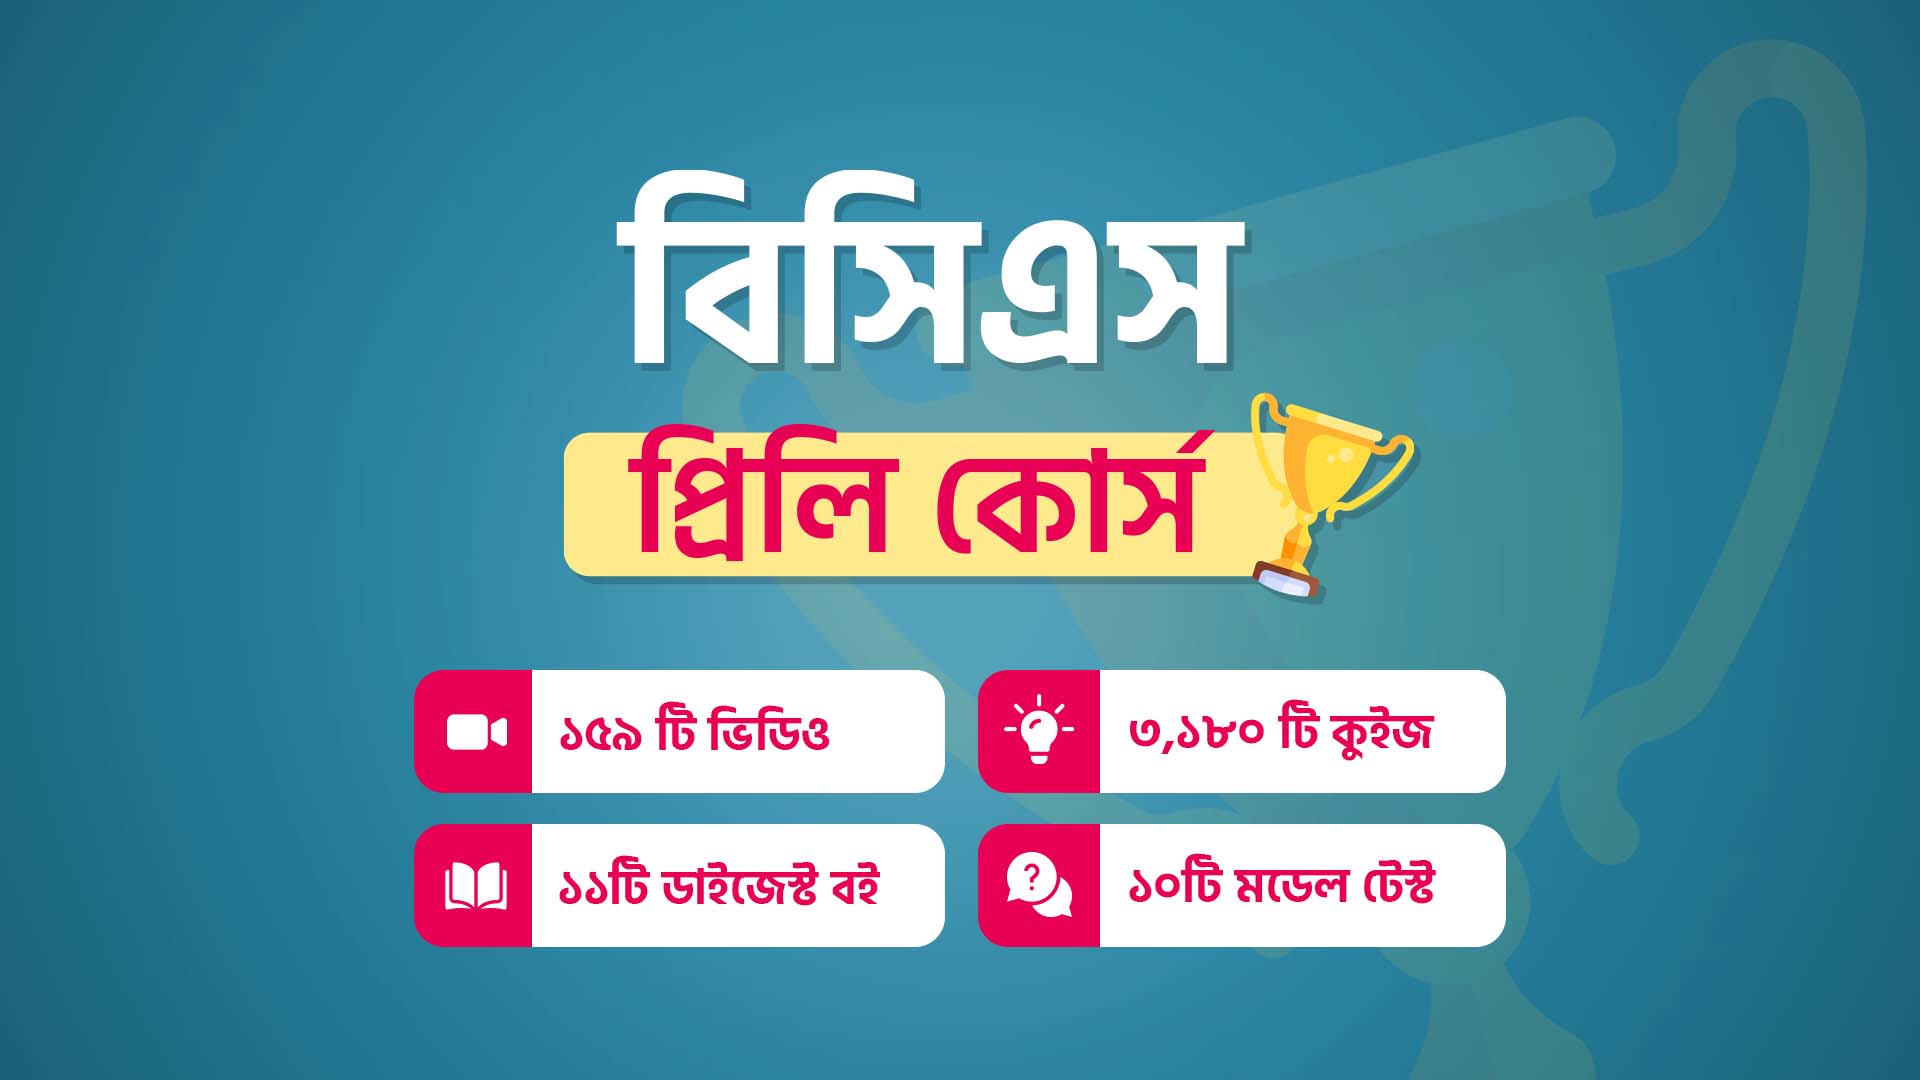 বিসিএস
প্রিলি কোর্স
১৫৯ টি ভিডিও
৩,১৮০ টি কুইজ
১১টি ডাইজেস্ট বই
?
১০টি মডেল টেস্ট